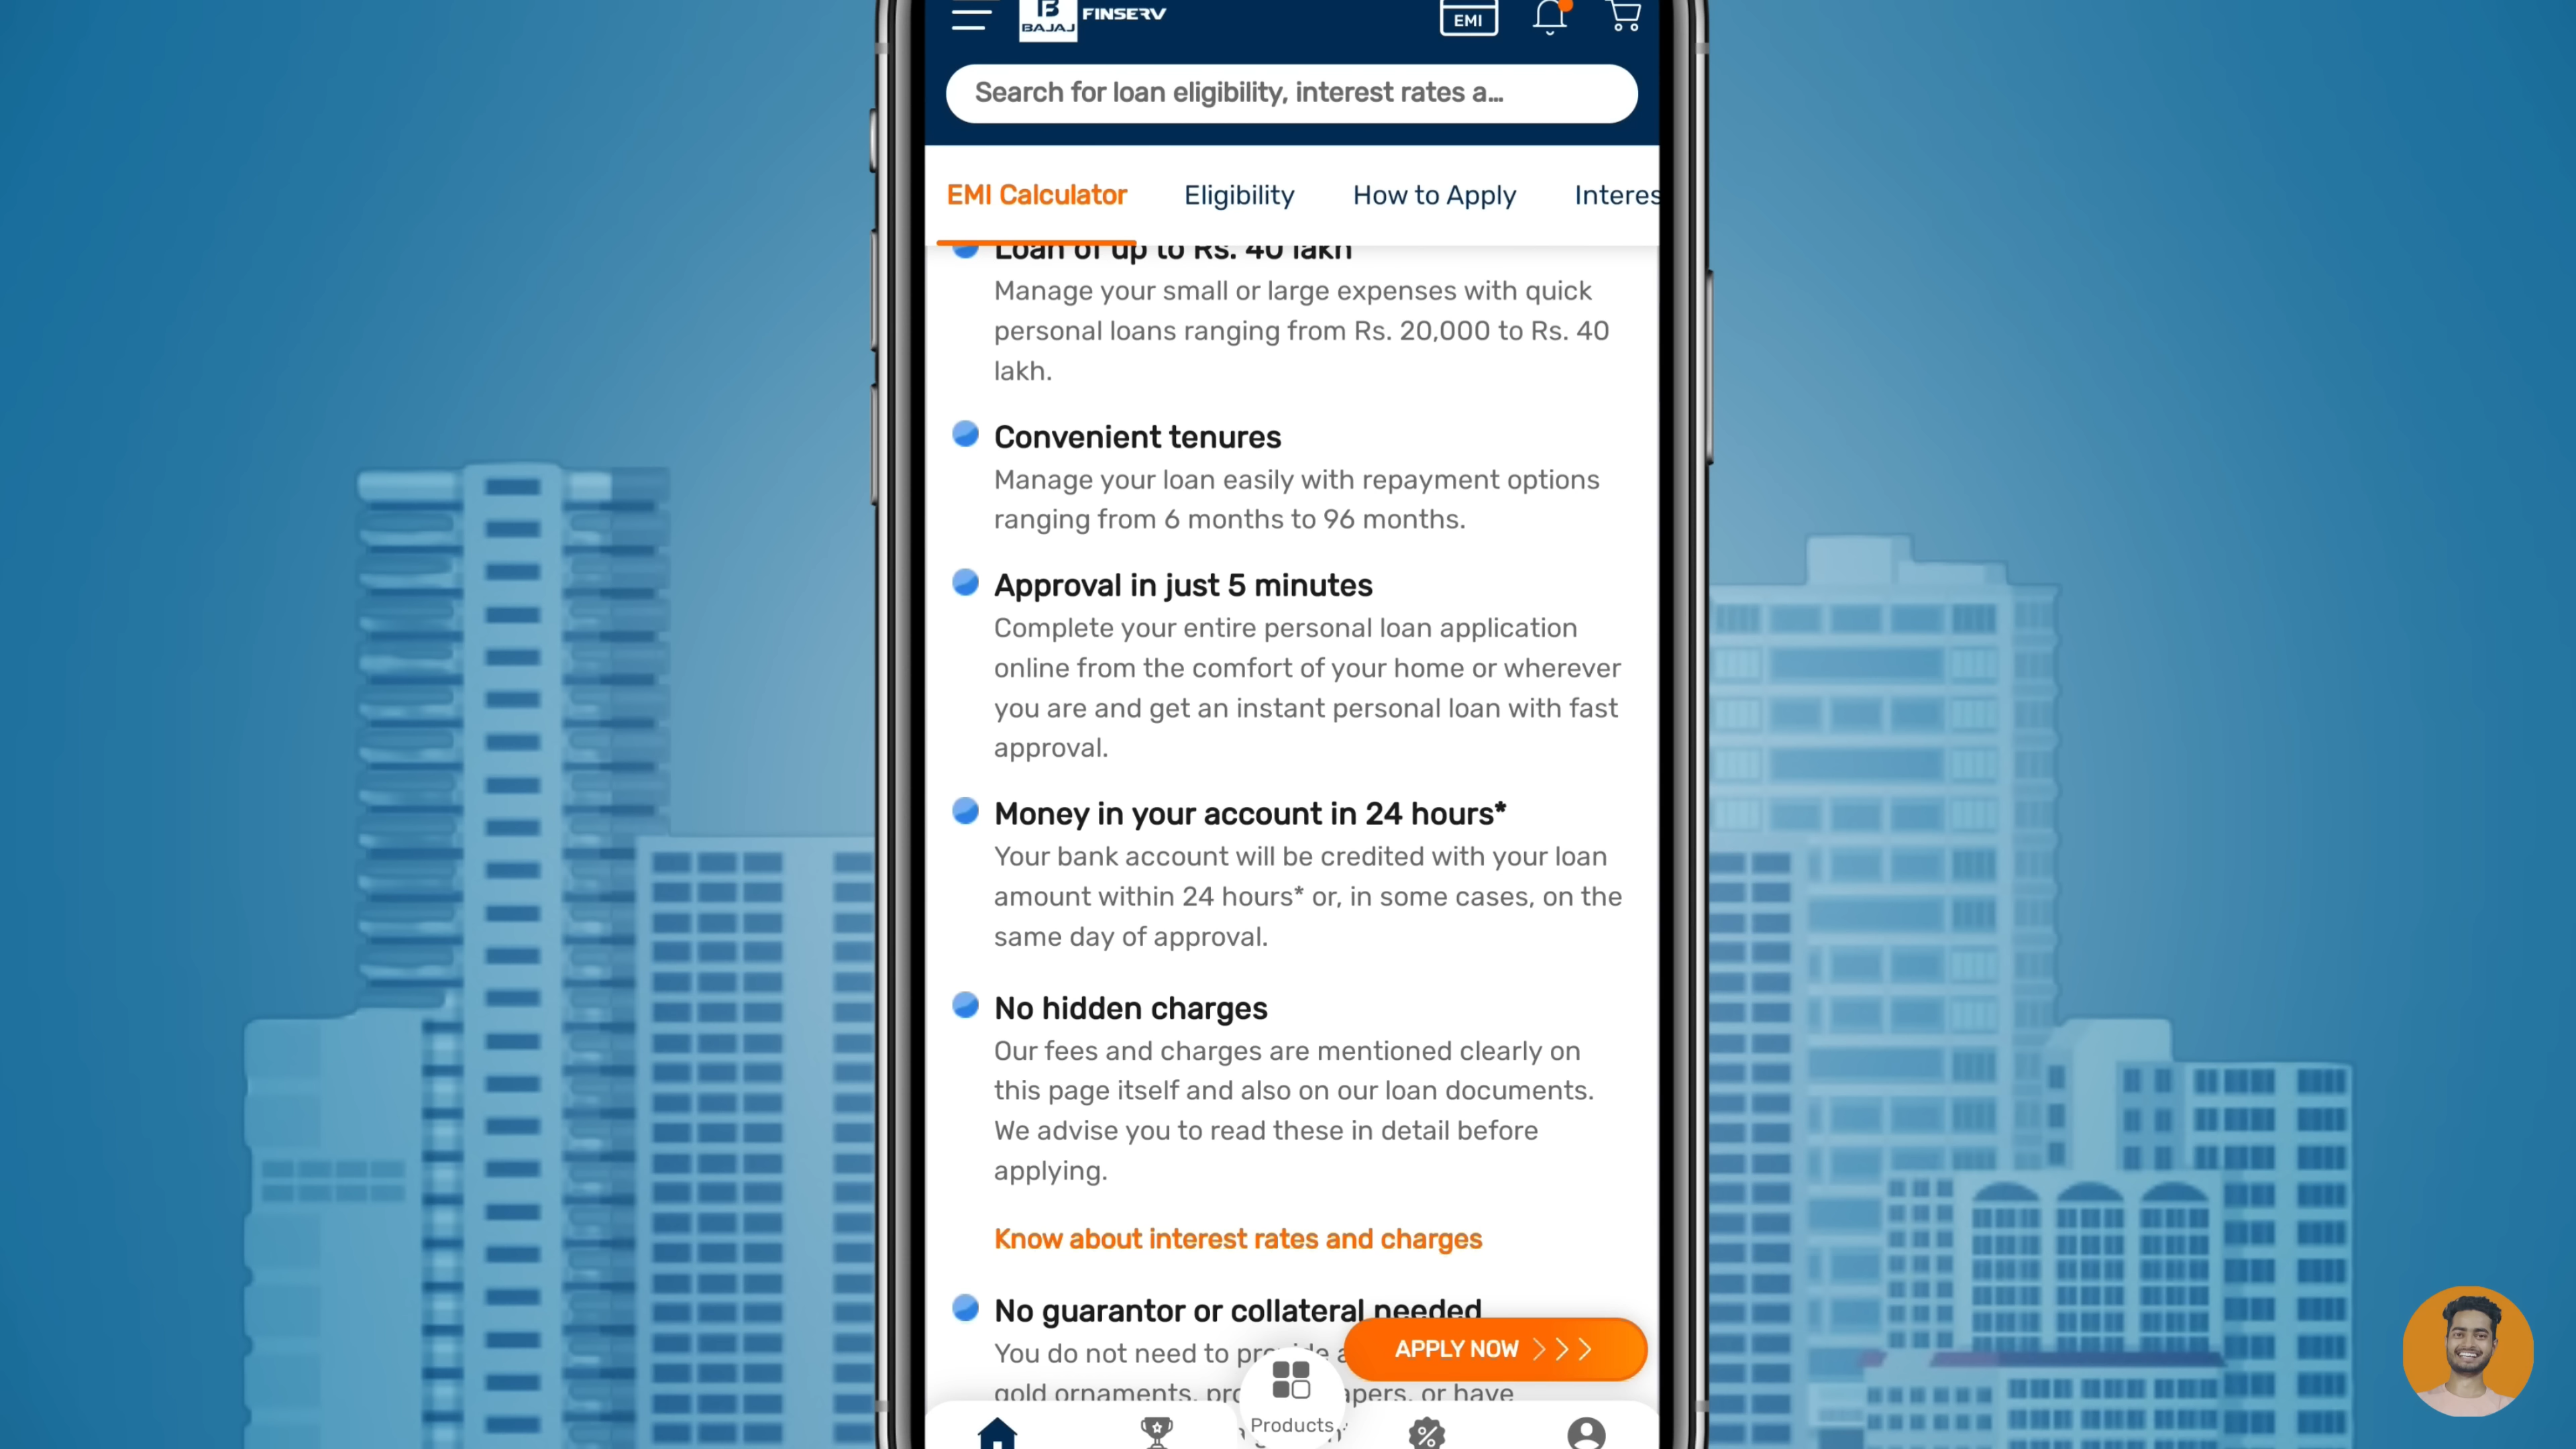 BAJAJ
FINSERV
EMI
Search for loan eligibility, interest rates a...
EMI Calculator
Eligibility
How to Apply
Interes
Loan of up to Rs. 40 lakh
Manage your small or large expenses with quick
personal loans ranging from Rs. 20,000 to Rs. 40
lakh.
Convenient tenures
Manage your loan easily with repayment options
ranging from 6 months to 96 months.
Approval in just 5 minutes
Complete your entire personal loan application
online from the comfort of your home or wherever
you are and get an instant personal loan with fast
approval.
Money in your account in 24 hours*
Your bank account will be credited with your loan
amount within 24 hours* or, in some cases, on the
same day of approval.
No hidden charges
Our fees and charges are mentioned clearly on
this page itself and also on our loan documents.
We advise you to read these in detail before
applying.
Know about interest rates and charges
No guarantor or collateral needed
You do not need to
APPLY NOW
gold ornaments, or have
Products